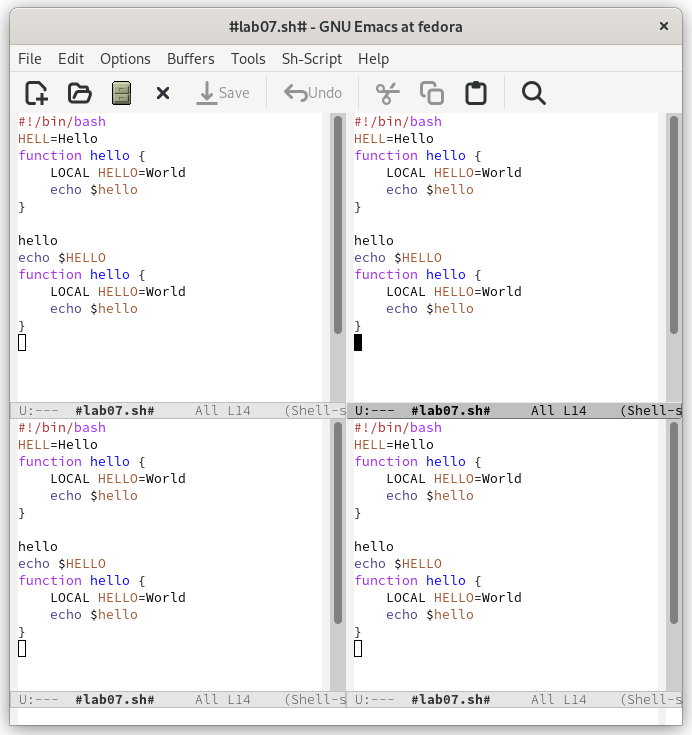 #lab07.sh# - GNU Emacs at fedora
File Edit Options Buffers Tools Sh-Script Help
Save Undo
#!/bin/bash
HELL=Hello
function hello {
    LOCAL HELLO=World
    echo $hello
}
hello
echo $HELLO
function hello {
    LOCAL HELLO=World
    echo $hello
}
U:--- #lab07.sh# All L14 (Shell-s
#!/bin/bash
HELL=Hello
function hello {
    LOCAL HELLO=World
    echo $hello
}
hello
echo $HELLO
function hello {
    LOCAL HELLO=World
    echo $hello
}
U:--- #lab07.sh# All L14 (Shell-s
#!/bin/bash
HELL=Hello
function hello {
    LOCAL HELLO=World
    echo $hello
}
hello
echo $HELLO
function hello {
    LOCAL HELLO=World
    echo $hello
}
U:--- #lab07.sh# All L14 (Shell-s
#!/bin/bash
HELL=Hello
function hello {
    LOCAL HELLO=World
    echo $hello
}
hello
echo $HELLO
function hello {
    LOCAL HELLO=World
    echo $hello
}
U:--- #lab07.sh# All L14 (Shell-s